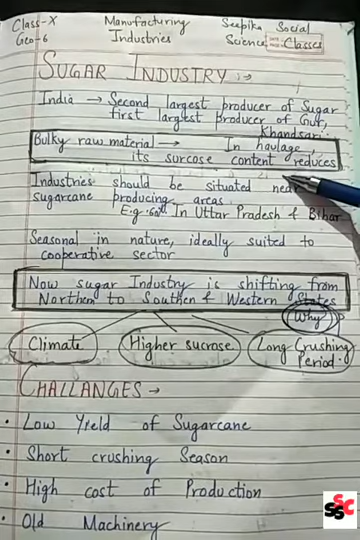 Class-X Manufacturing Seepika Social
Geo-6 Industries Science Classes
SUGAR INDUSTRY :→
India → Second largest producer of Sugar
first largest producer of Gur,
Khandsari
Bulky raw material → In haulage,
its surcose content reduces
Industries should be situated near
sugarcane producing areas
E.g. 60% In Uttar Pradesh & Bihar
Seasonal in nature, ideally suited to
cooperative sector
Now sugar Industry is shifting from
Northern to Southern & Western States
Why
Climate Higher sucrose Long Crushing
Period.
CHALLANGES →
• Low Yield of Sugarcane
• Short crushing Season
• High cost of Production
• Old Machinery
SSC